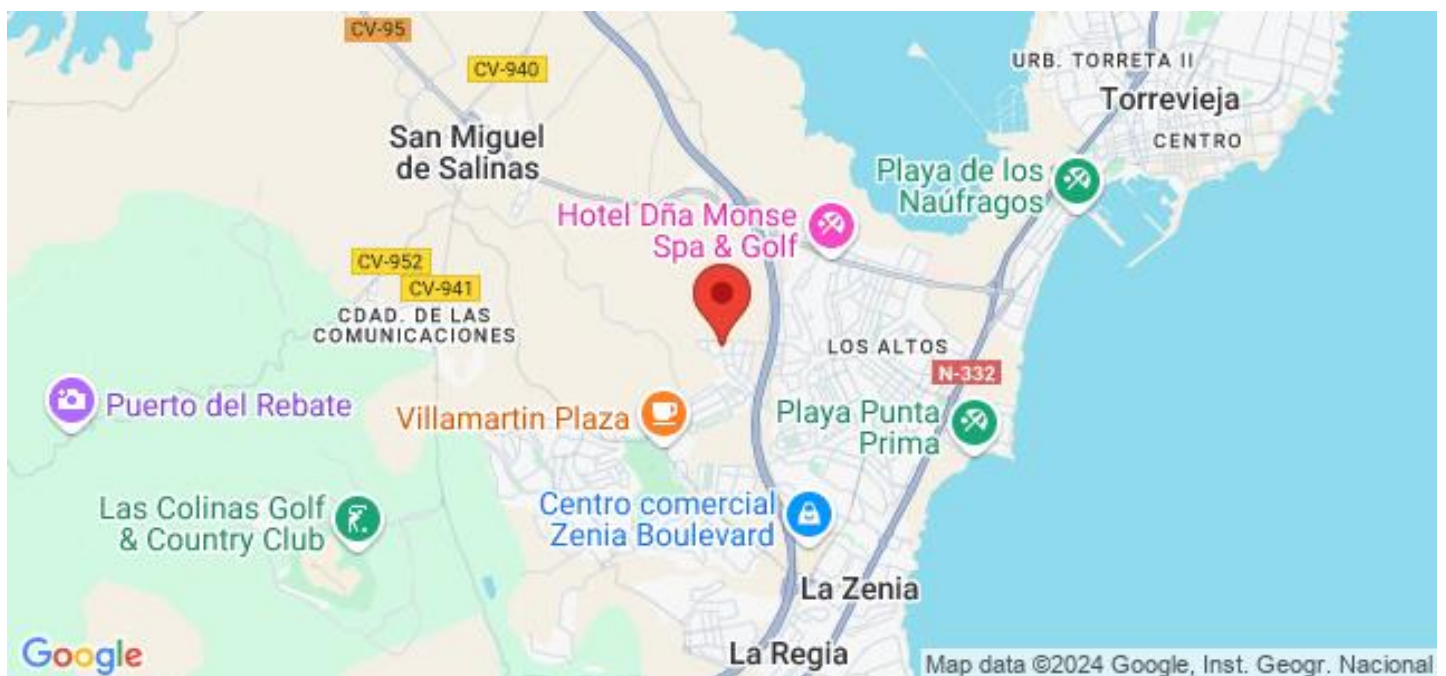 CV-95
URB. TORRETA II
CV-940
Torrevieja
San Miguel
de Salinas
CENTRO
Playa de los
Naúfragos
Hotel Dña Monse
Spa & Golf
CV-952
CV-941
CDAD. DE LAS
COMUNICACIONES
LOS ALTOS
N-332
Puerto del Rebate
Villamartin Plaza
Playa Punta
Prima
Las Colinas Golf
& Country Club
Centro comercial
Zenia Boulevard
La Zenia
La Regia
Google
Map data ©2024 Google, Inst. Geogr. Nacional